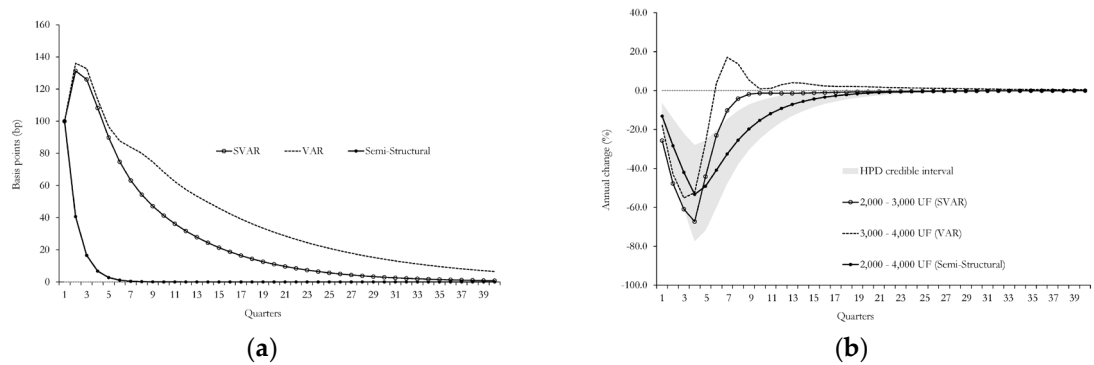 160
140
120
100
80
60
40
20
0
Basis points (bp)
SVAR VAR Semi-Structural
1 3 5 7 9 11 13 15 17 19 21 23 25 27 29 31 33 35 37 39
Quarters
(a)
40.0
20.0
0.0
-20.0
-40.0
-60.0
-80.0
-100.0
Annual change (%)
HPD credible interval
2,000 - 3,000 UF (SVAR)
3,000 - 4,000 UF (VAR)
2,000 - 4,000 UF (Semi-Structural)
1 3 5 7 9 11 13 15 17 19 21 23 25 27 29 31 33 35 37 39
Quarters
(b)